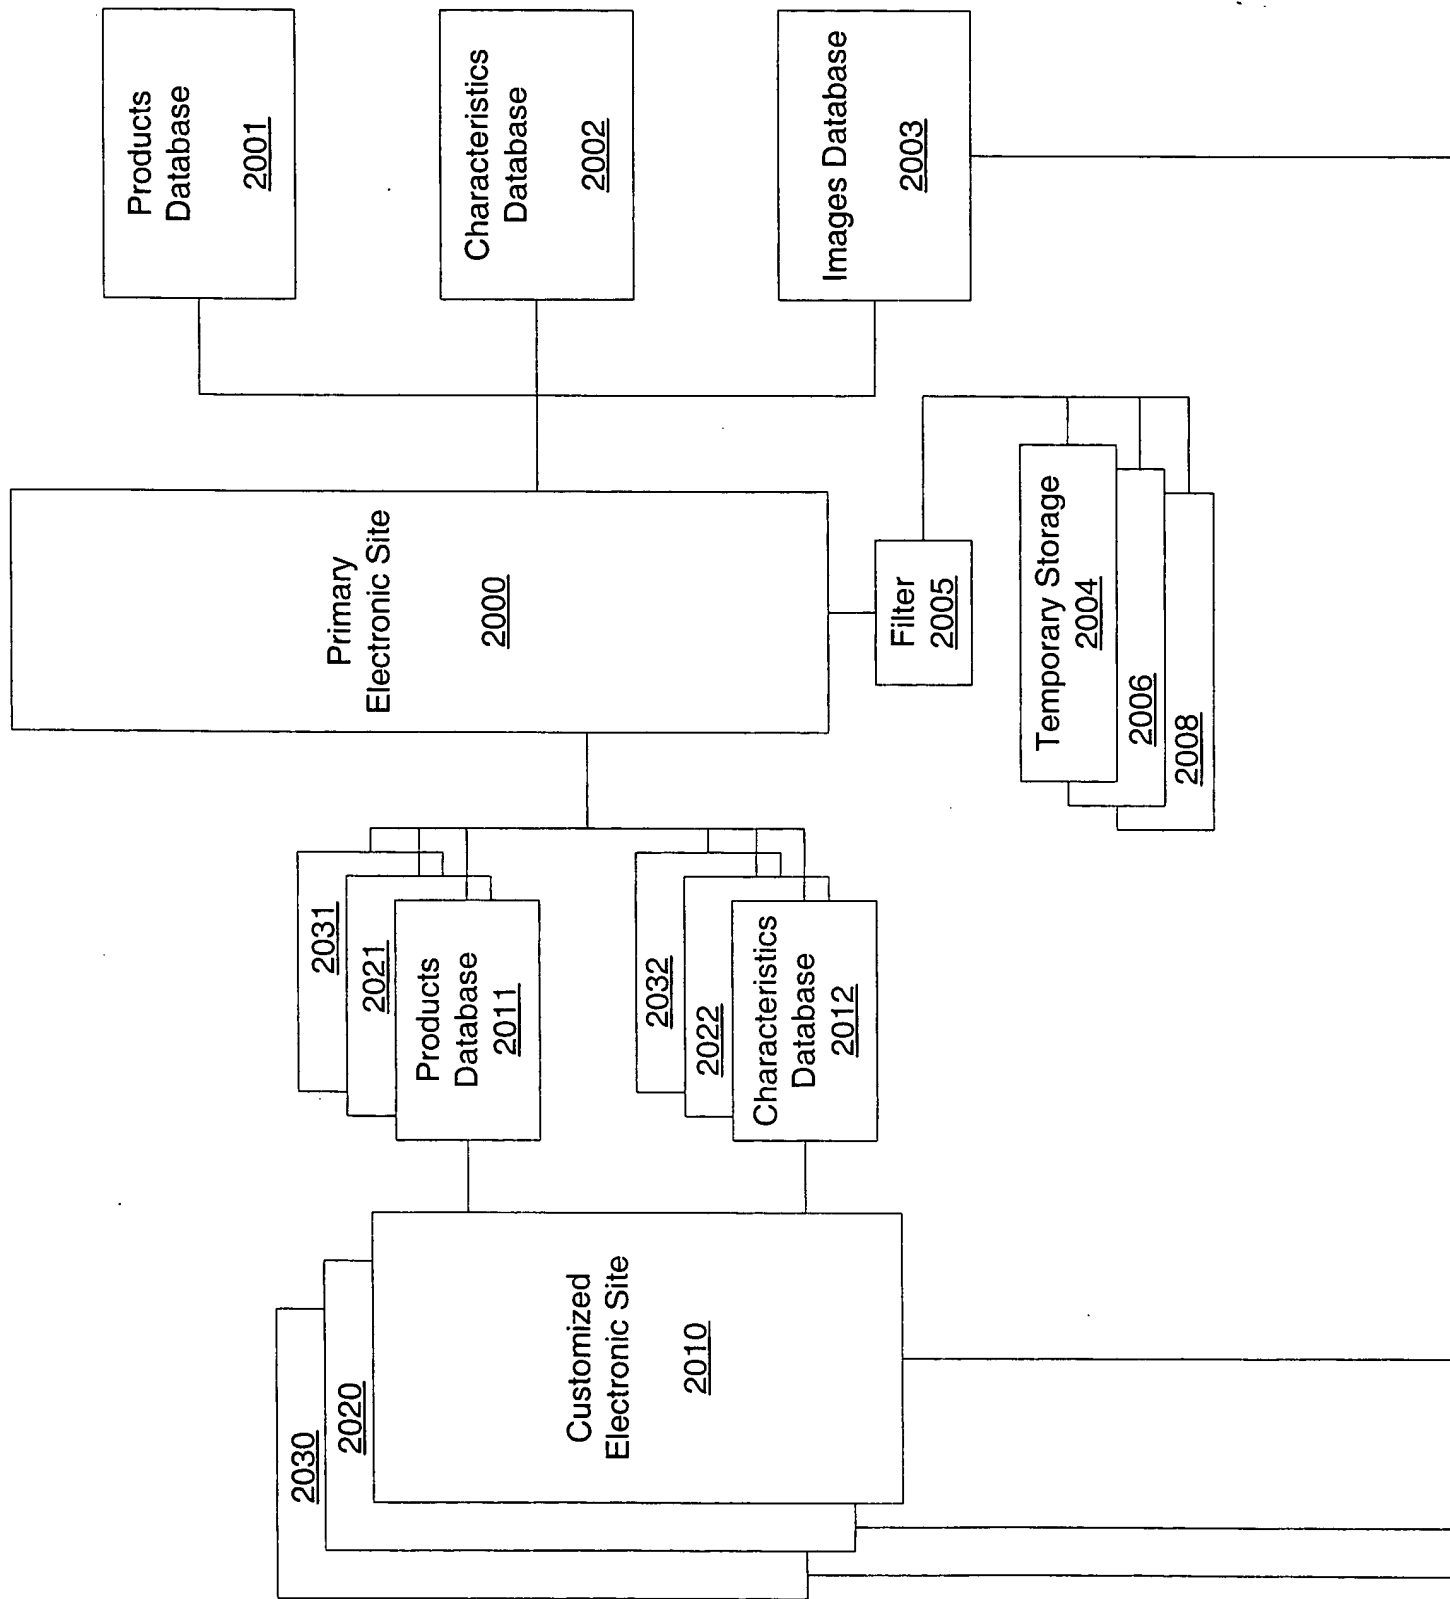 Products
Database
2001
Characteristics
Database
2002
Images Database
2003
Primary
Electronic Site
2000
Filter
2005
Temporary Storage
2004
2006
2008
2031
2021
Products
Database
2011
2032
2022
Characteristics
Database
2012
2030
2020
Customized
Electronic Site
2010